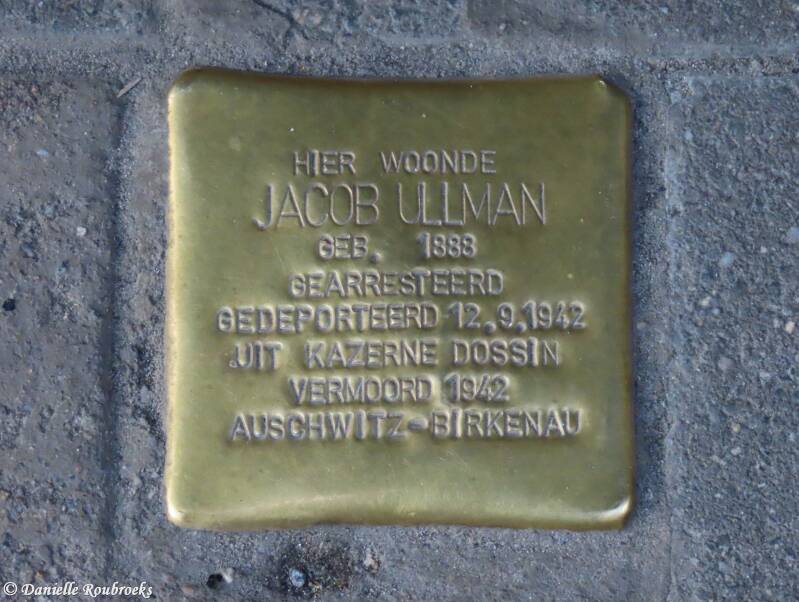 HIER WOONDE
JACOB ULLMAN
GEB. 1888
GEARRESTEERD
GEDEPORTEERD 12.9.1942
UIT KAZERNE DOSSIN
VERMOORD 1942
AUSCHWITZ-BIRKENAU
© Danielle Roubroeks